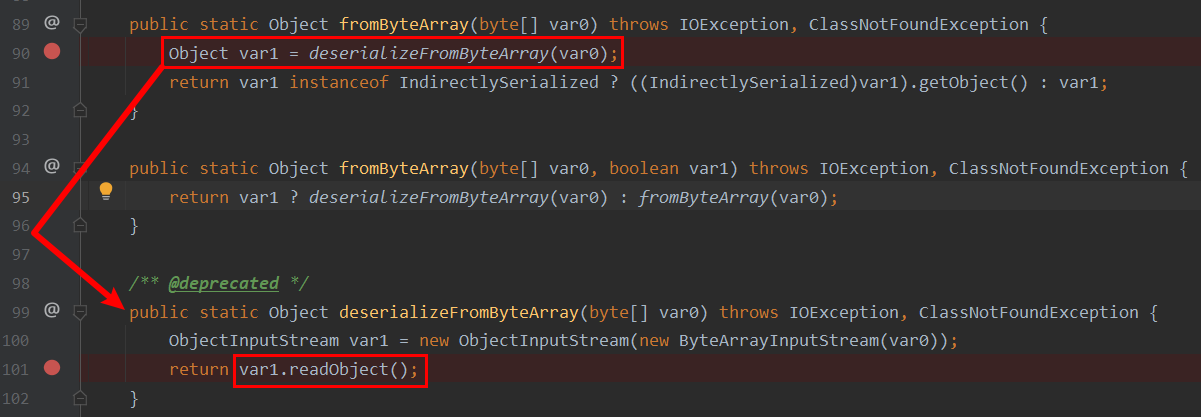 89 @ public static Object fromByteArray(byte[] var0) throws IOException, ClassNotFoundException {
90 Object var1 = deserializeFromByteArray(var0);
91 return var1 instanceof IndirectlySerialized ? ((IndirectlySerialized)var1).getObject() : var1;
92 }
93
94 @ public static Object fromByteArray(byte[] var0, boolean var1) throws IOException, ClassNotFoundException {
95 return var1 ? deserializeFromByteArray(var0) : fromByteArray(var0);
96 }
97
98 /** @deprecated */
99 @ public static Object deserializeFromByteArray(byte[] var0) throws IOException, ClassNotFoundException {
100 ObjectInputStream var1 = new ObjectInputStream(new ByteArrayInputStream(var0));
101 return var1.readObject();
102 }